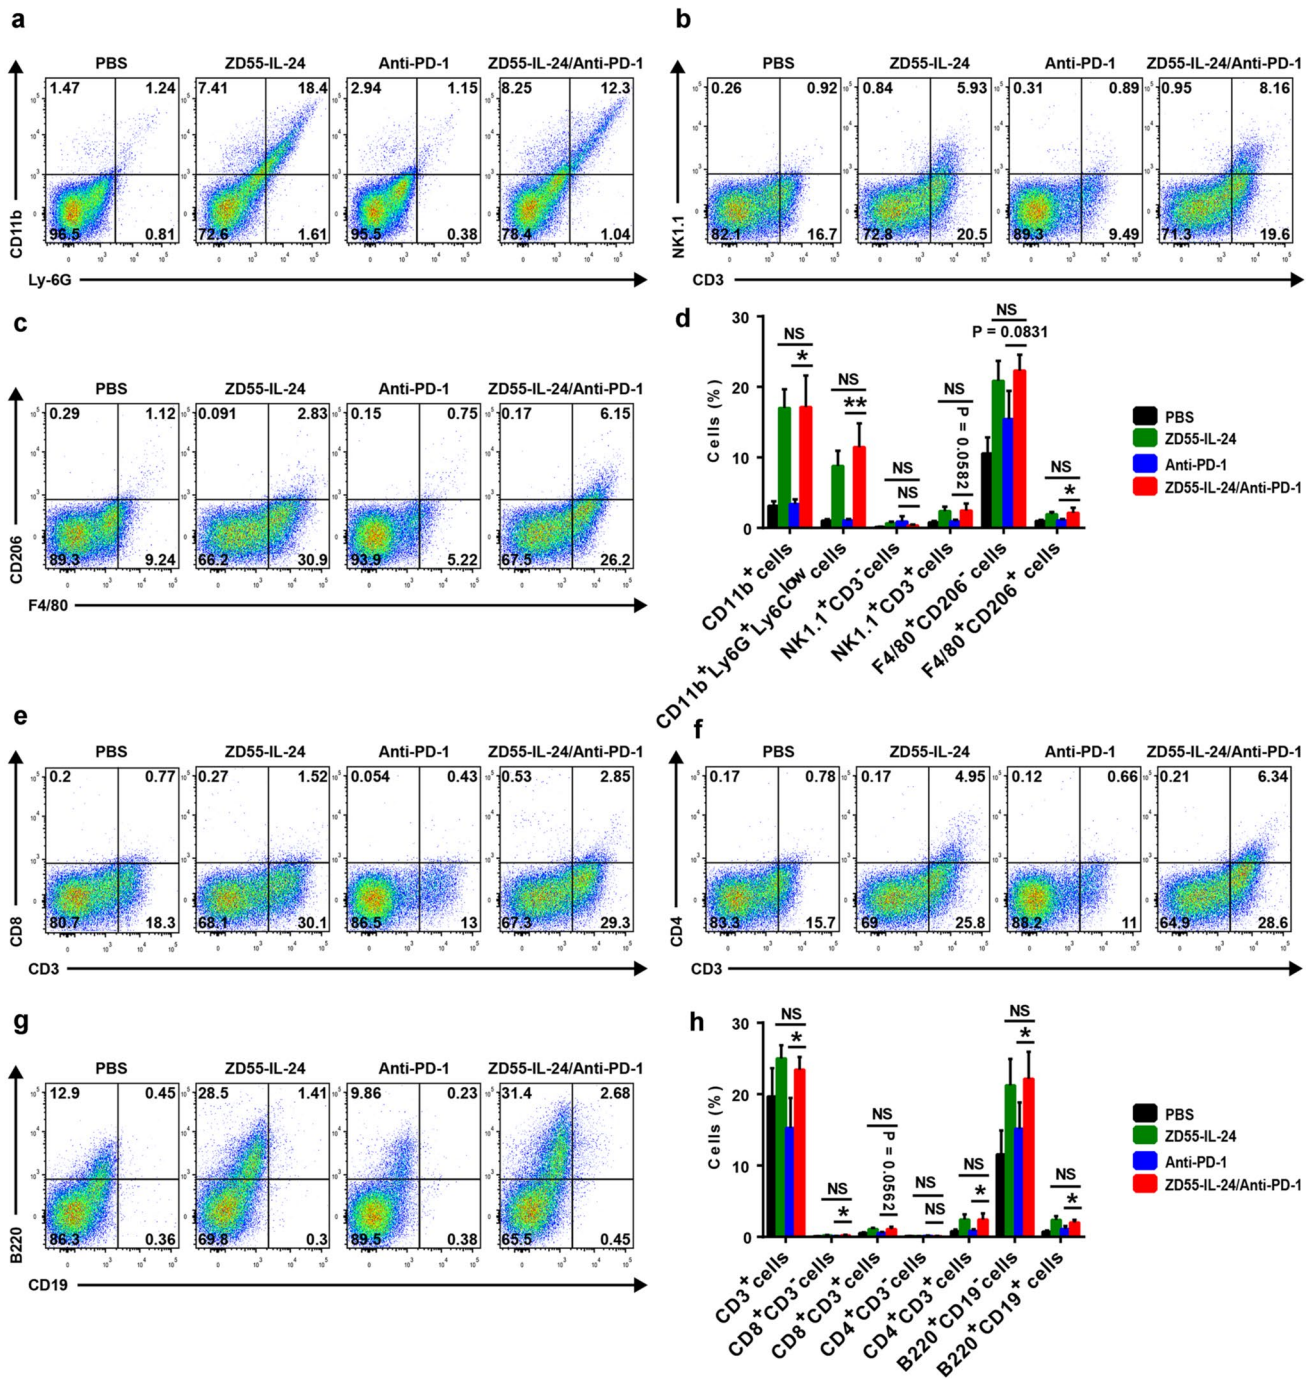 a
PBS
ZD55-IL-24
Anti-PD-1
ZD55-IL-24/Anti-PD-1
1.47
1.24
96.5
0.81
7.41
18.4
72.6
1.61
2.94
1.15
95.5
0.38
8.25
12.3
78.4
1.04
CD11b
Ly-6G
b
PBS
ZD55-IL-24
Anti-PD-1
ZD55-IL-24/Anti-PD-1
0.26
0.92
82.1
16.7
0.84
5.93
72.8
20.5
0.31
0.89
89.3
9.49
0.95
8.16
71.3
19.6
NK1.1
CD3
c
PBS
ZD55-IL-24
Anti-PD-1
ZD55-IL-24/Anti-PD-1
0.29
1.12
89.3
9.24
0.091
2.83
66.2
30.9
0.15
0.75
93.9
5.22
0.17
6.15
67.5
26.2
CD206
F4/80
d
Cells (%)
30
20
10
0
NS
*
NS
**
NS
NS
NS
P = 0.0582
NS
P = 0.0831
NS
*
CD11b+ cells
CD11b+Ly6G+Ly6Clow cells
NK1.1+CD3- cells
NK1.1+CD3+ cells
F4/80+CD206- cells
F4/80+CD206+ cells
PBS
ZD55-IL-24
Anti-PD-1
ZD55-IL-24/Anti-PD-1
e
PBS
ZD55-IL-24
Anti-PD-1
ZD55-IL-24/Anti-PD-1
0.2
0.77
80.7
18.3
0.27
1.52
68.1
30.1
0.054
0.43
86.5
13
0.53
2.85
67.3
29.3
CD8
CD3
f
PBS
ZD55-IL-24
Anti-PD-1
ZD55-IL-24/Anti-PD-1
0.17
0.78
83.3
15.7
0.17
4.95
69
25.8
0.12
0.66
88.2
11
0.21
6.34
64.9
28.6
CD4
CD3
g
PBS
ZD55-IL-24
Anti-PD-1
ZD55-IL-24/Anti-PD-1
12.9
0.45
86.3
0.36
28.5
1.41
69.8
0.3
9.86
0.23
89.5
0.38
31.4
2.68
65.5
0.45
B220
CD19
h
Cells (%)
30
20
10
0
NS
*
NS
*
NS
P = 0.0562
NS
NS
NS
*
NS
*
NS
*
CD3+ cells
CD8+CD3- cells
CD8+CD3+ cells
CD4+CD3- cells
CD4+CD3+ cells
B220+CD19- cells
B220+CD19+ cells
PBS
ZD55-IL-24
Anti-PD-1
ZD55-IL-24/Anti-PD-1